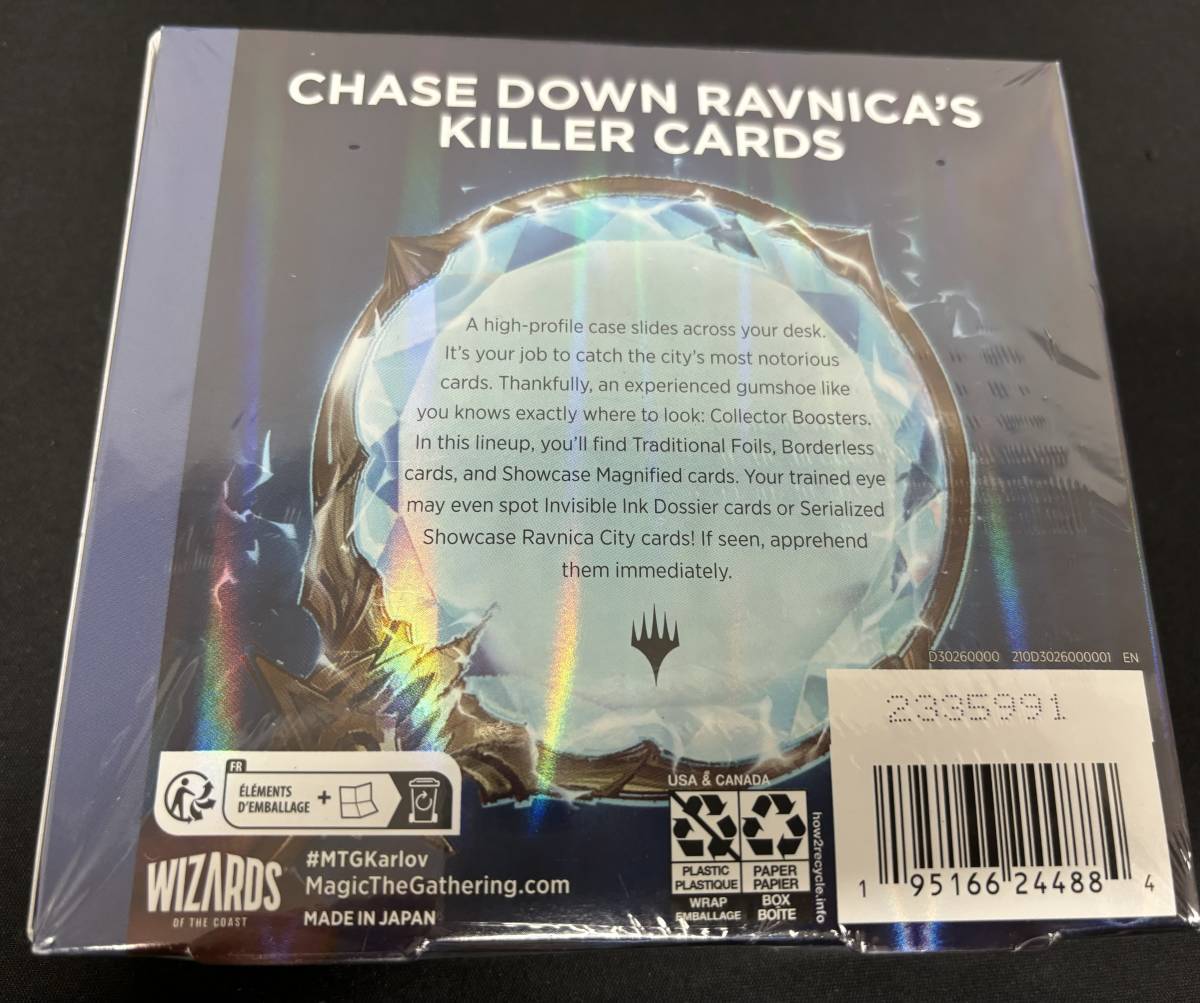 CHASE DOWN RAVNICA'S
KILLER CARDS
A high-profile case slides across your desk.
It's your job to catch the city's most notorious
cards. Thankfully, an experienced gumshoe like
you knows exactly where to look: Collector Boosters.
In this lineup, you'll find Traditional Foils, Borderless
cards, and Showcase Magnified cards. Your trained eye
may even spot Invisible Ink Dossier cards or Serialized
Showcase Ravnica City cards! If seen, apprehend
them immediately.
D30260000 210D3026000001 EN
2335991
1 95166 24488 4
FR
ÉLÉMENTS
D'EMBALLAGE +
WIZARDS
OF THE COAST
#MTGKarlov
MagicTheGathering.com
MADE IN JAPAN
USA & CANADA
PLASTIC
PLASTIQUE
WRAP
EMBALLAGE
PAPER
PAPIER
BOX
BOÎTE
how2recycle.info